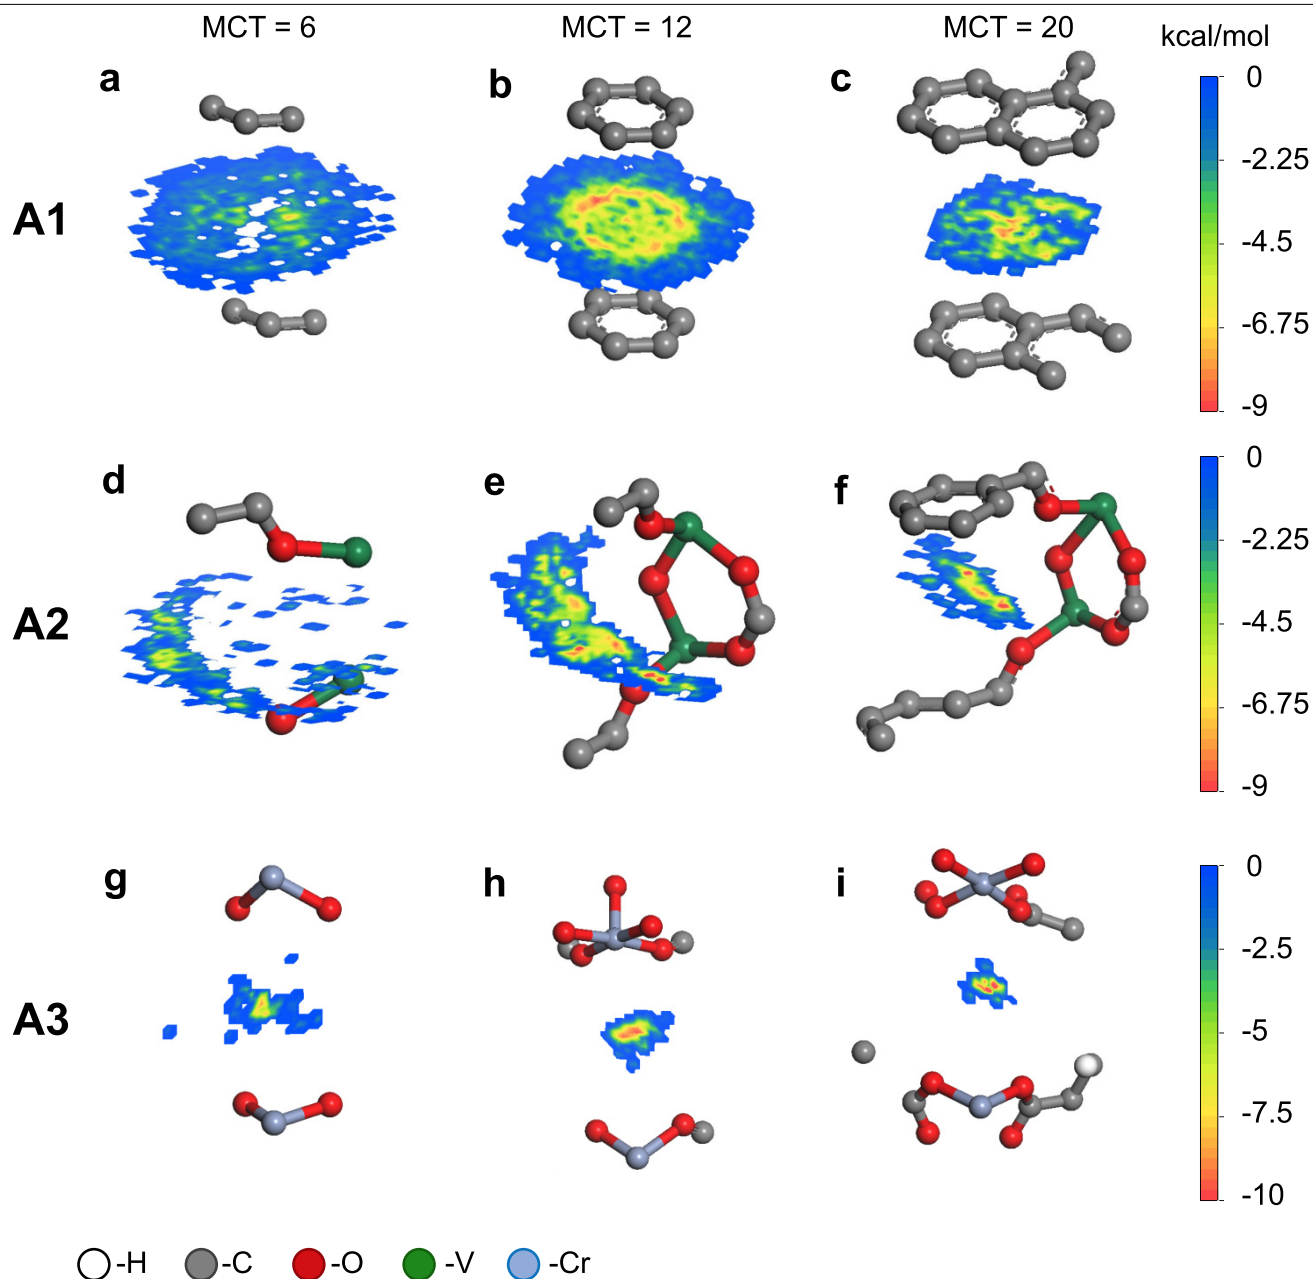 MCT = 6 MCT = 12 MCT = 20 kcal/mol
a b c
0
-2.25
A1
-4.5
-6.75
-9
d e f
0
-2.25
-4.5
A2
-6.75
-9
g h i
0
-2.5
A3
-5
-7.5
-10
-H -C -O -V -Cr